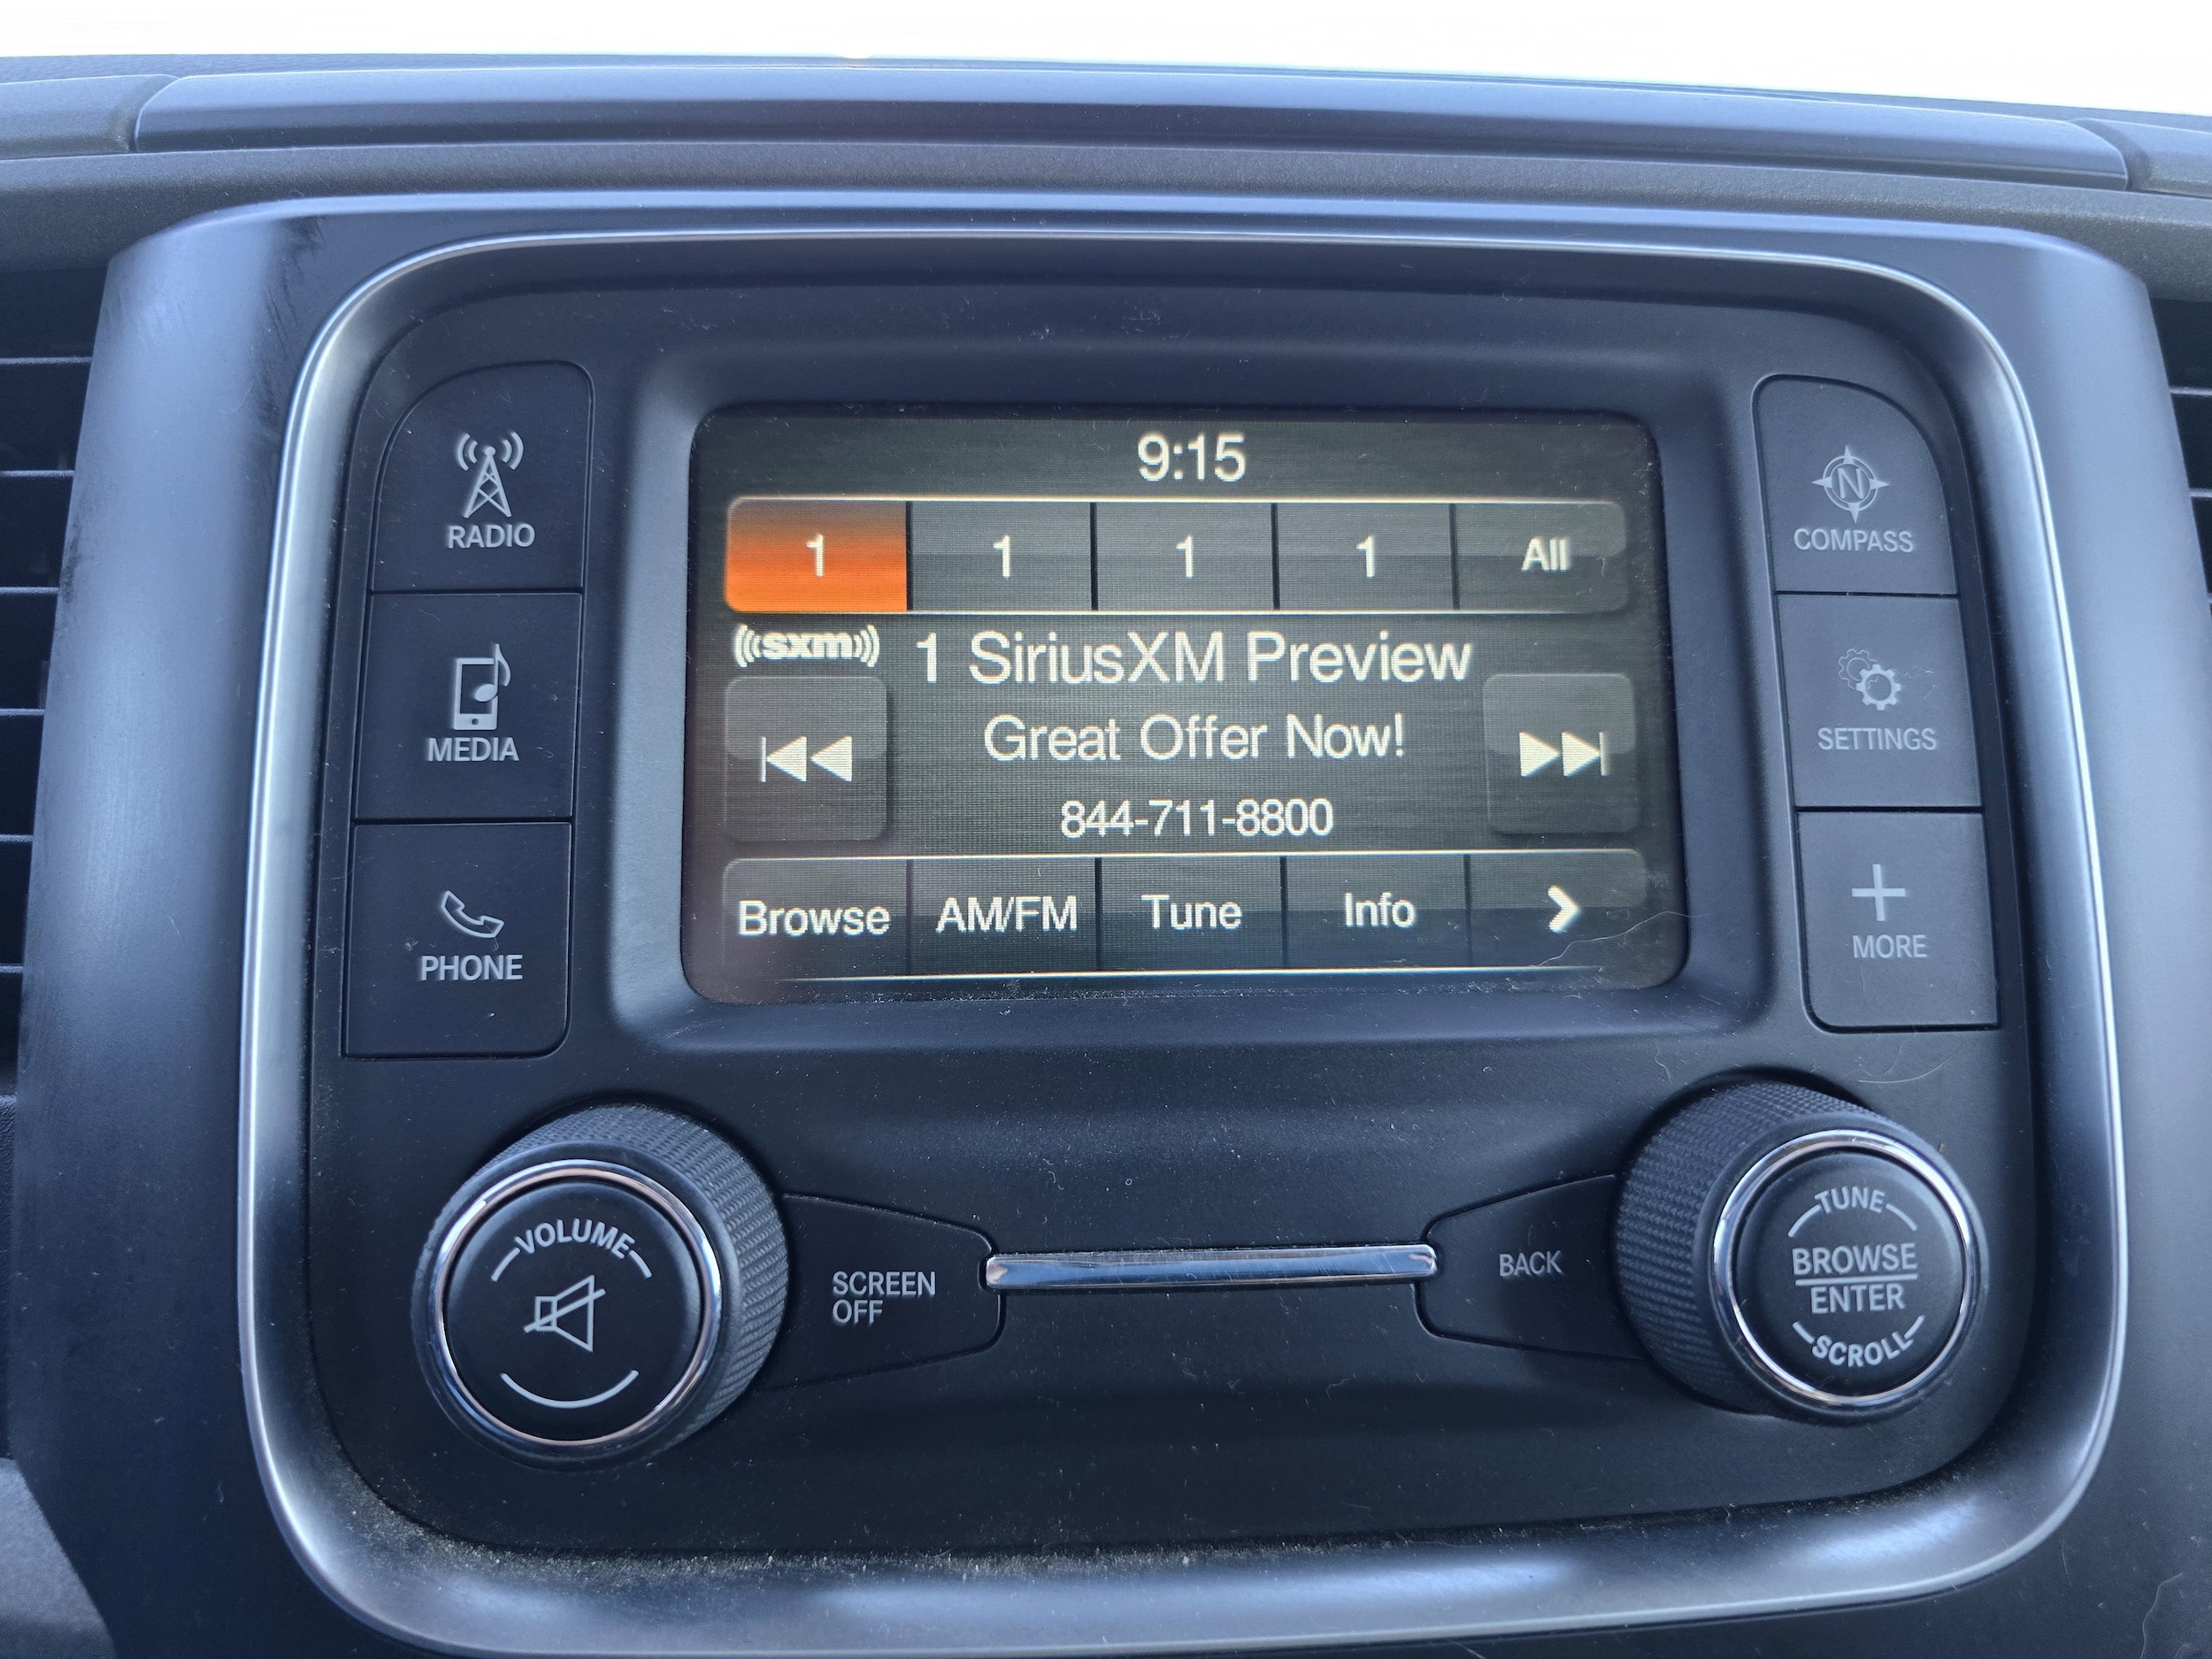 9:15
1 1 1 1 All
sxm 1 SiriusXM Preview
Great Offer Now!
844-711-8800
Browse AM/FM Tune Info
RADIO
MEDIA
PHONE
N
COMPASS
SETTINGS
MORE
VOLUME
SCREEN
OFF
BACK
TUNE
BROWSE
ENTER
SCROLL